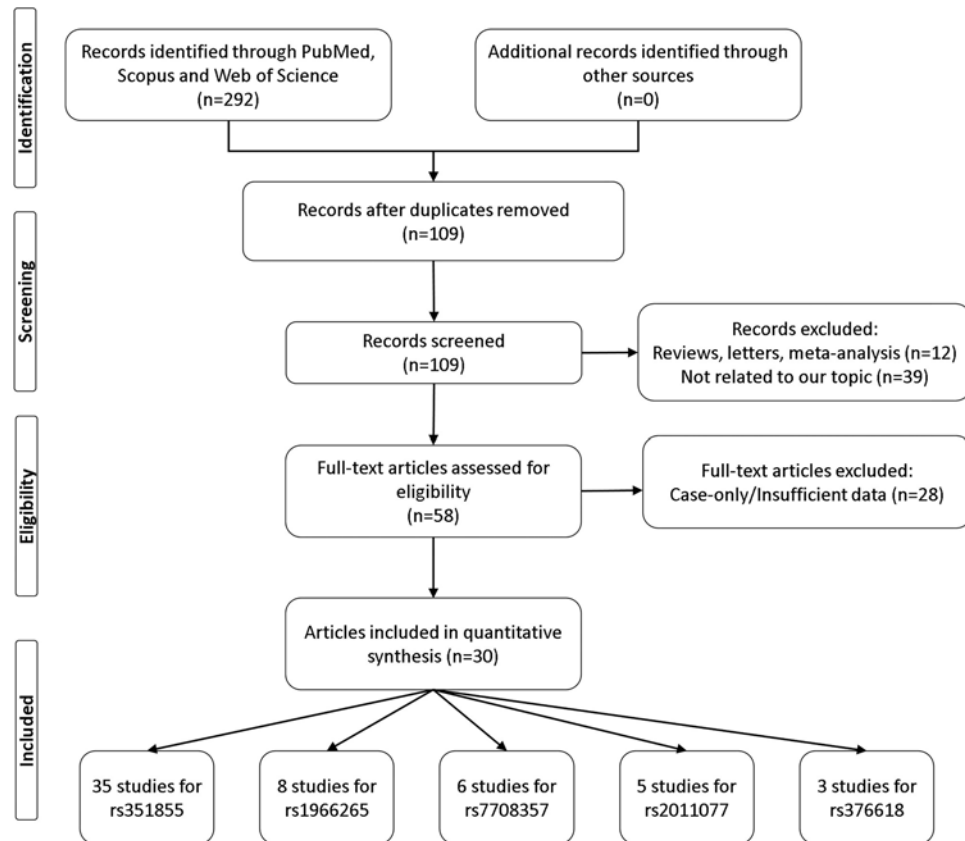 Identification
Records identified through PubMed,
Scopus and Web of Science
(n=292)
Additional records identified through
other sources
(n=0)
Records after duplicates removed
(n=109)
Screening
Records screened
(n=109)
Records excluded:
Reviews, letters, meta-analysis (n=12)
Not related to our topic (n=39)
Eligibility
Full-text articles assessed for
eligibility
(n=58)
Full-text articles excluded:
Case-only/Insufficient data (n=28)
Articles included in quantitative
synthesis (n=30)
Included
35 studies for
rs351855
8 studies for
rs1966265
6 studies for
rs7708357
5 studies for
rs2011077
3 studies for
rs376618